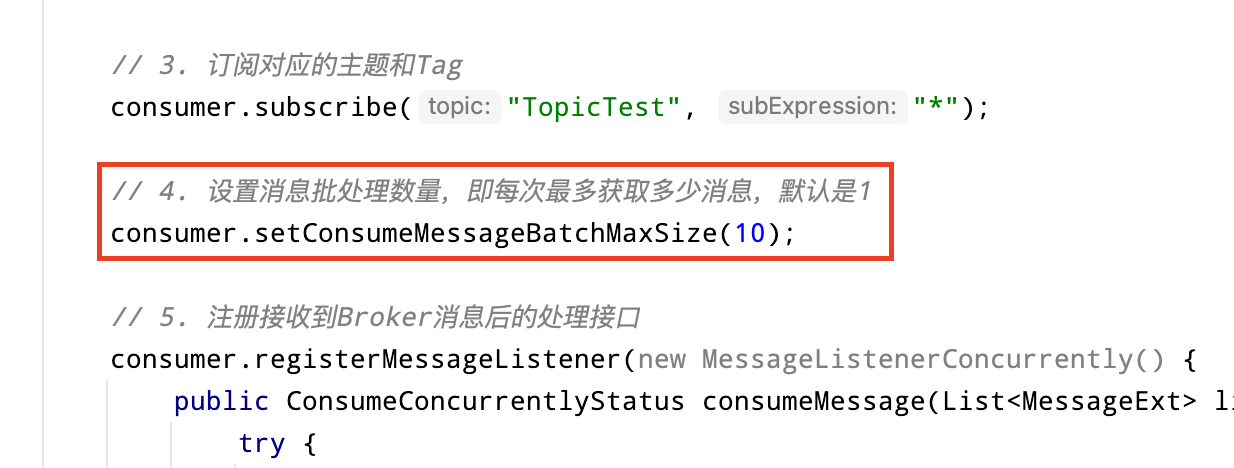 // 3. 订阅对应的主题和Tag
consumer.subscribe( topic: "TopicTest", subExpression: "*");
// 4. 设置消息批处理数量，即每次最多获取多少消息，默认是1
consumer.setConsumeMessageBatchMaxSize(10);
// 5. 注册接收到Broker消息后的处理接口
consumer.registerMessageListener(new MessageListenerConcurrently() {
public ConsumeConcurrentlyStatus consumeMessage(List<MessageExt> li
try {